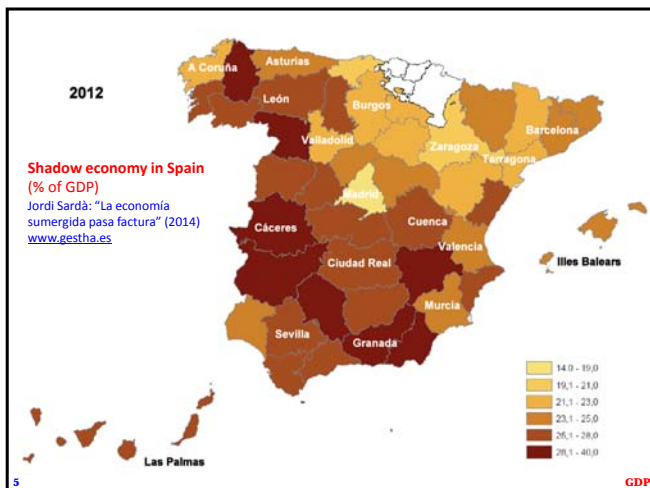 2012
A Coruña
Asturias
León
Burgos
Barcelona
Valladolid
Zaragoza
Tarragona
Shadow economy in Spain
(% of GDP)
Jordi Sardà: “La economía
sumergida pasa factura” (2014)
www.gestha.es
Madrid
Cáceres
Cuenca
Valencia
Illes Balears
Ciudad Real
Murcia
Sevilla
Granada
14,0 - 19,0
19,1 - 21,0
21,1 - 23,0
23,1 - 25,0
25,1 - 28,0
28,1 - 40,0
Las Palmas
5
GDP